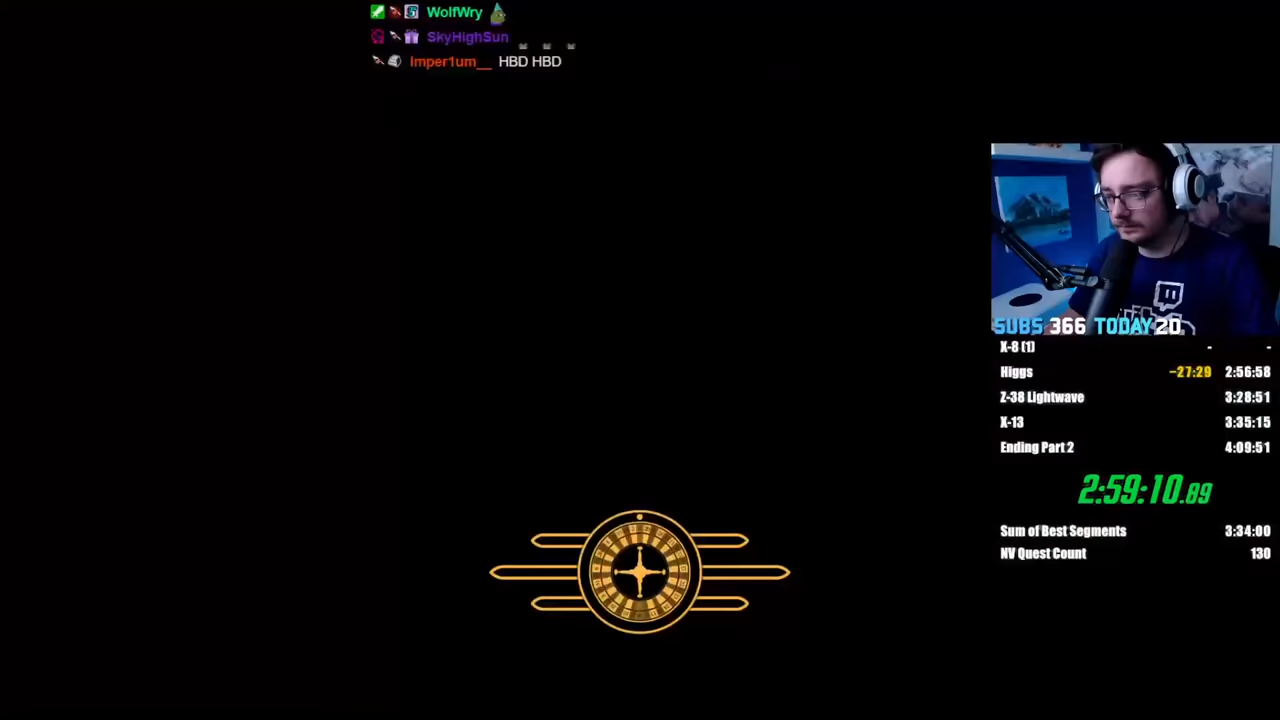 WolfWry
SkyHighSun
Imper1um__ HBD HBD
SUBS 366 TODAY 20
X-8 (1) - -
Higgs -27:29 2:56:58
Z-38 Lightwave 3:28:51
X-13 3:35:15
Ending Part 2 4:09:51
2:59:10.89
Sum of Best Segments 3:34:00
NV Quest Count 130